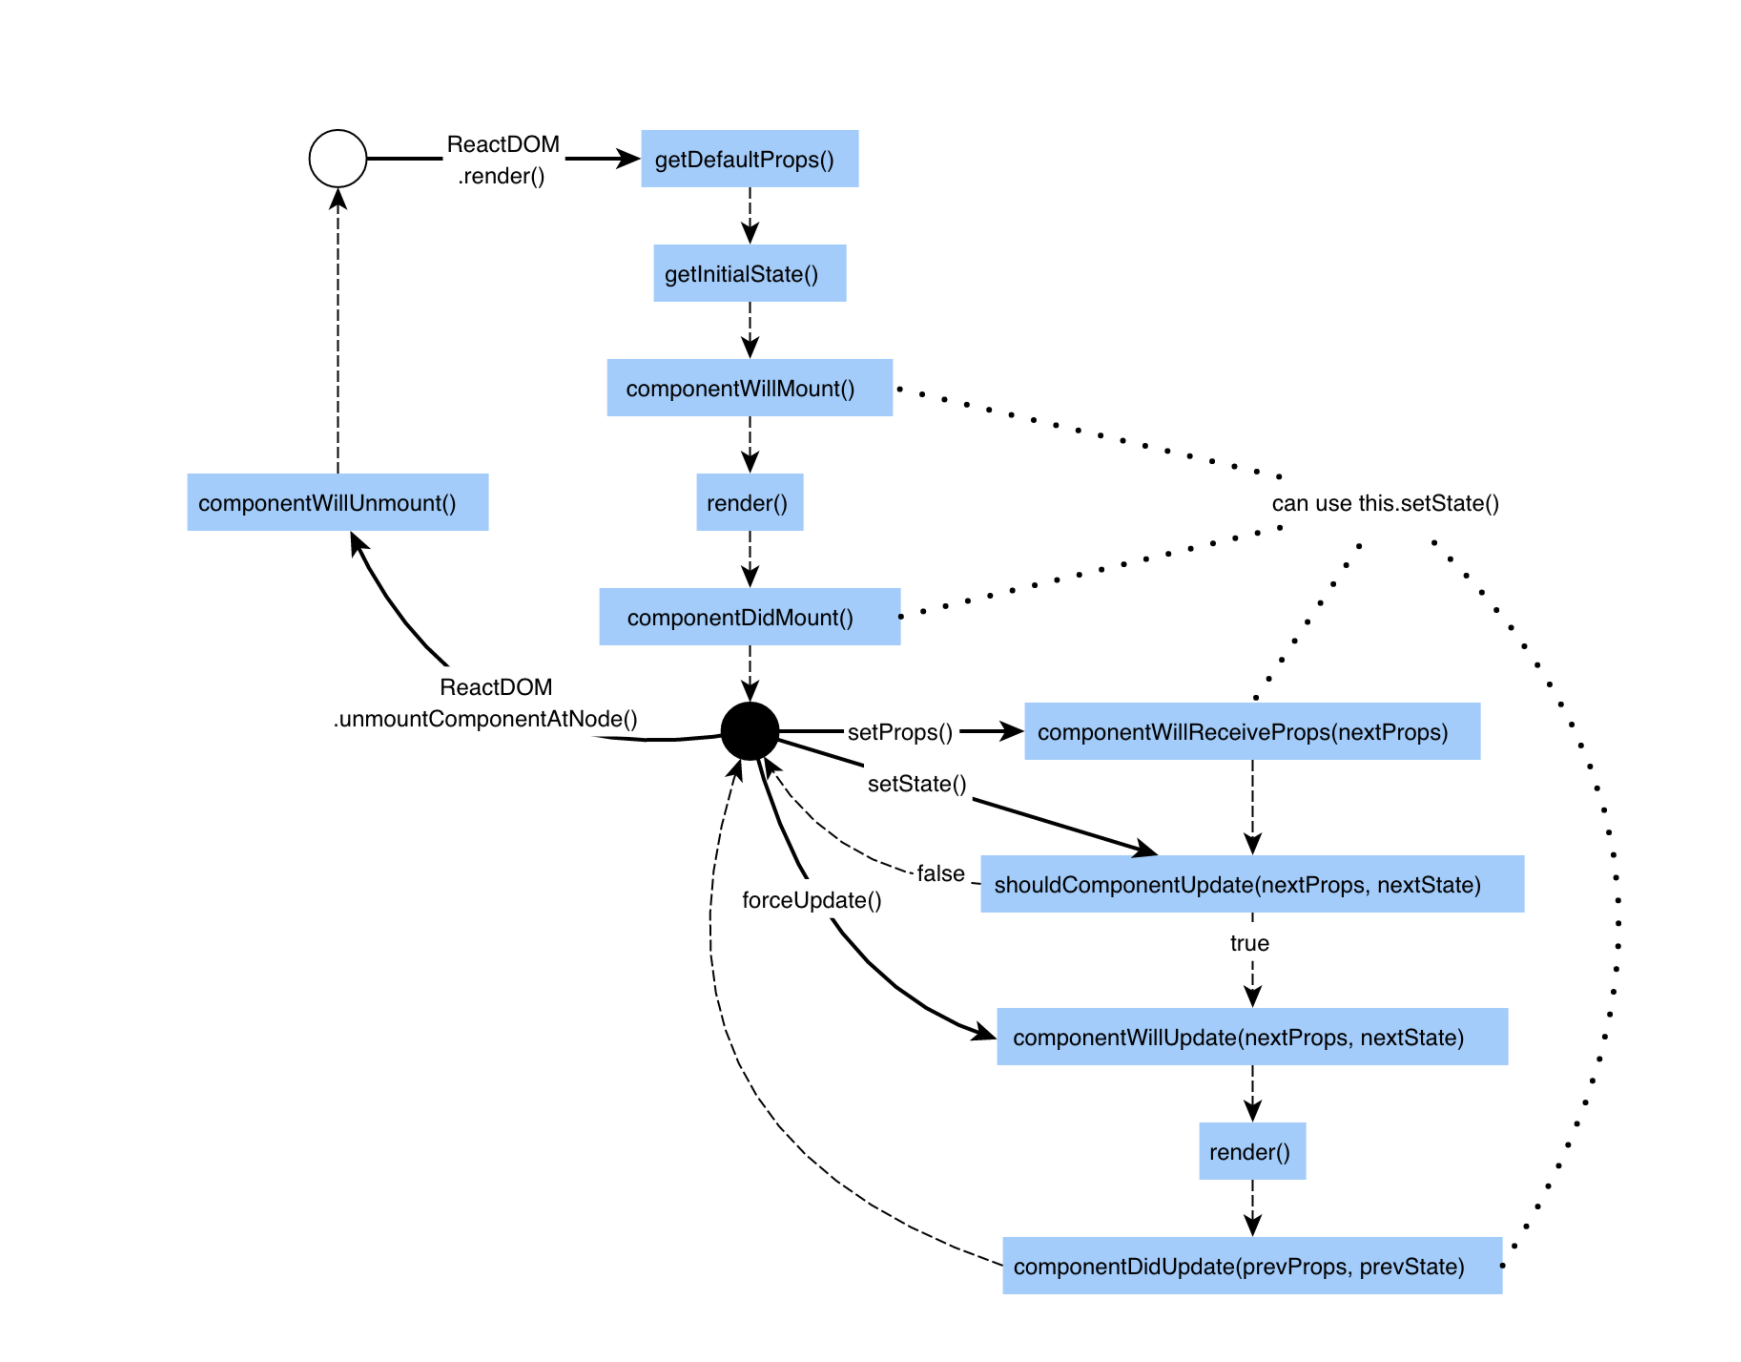 ReactDOM
.render()
getDefaultProps()
getInitialState()
componentWillMount()
componentWillUnmount()
render()
can use this.setState()
componentDidMount()
ReactDOM
.unmountComponentAtNode()
setProps()
componentWillReceiveProps(nextProps)
setState()
false
shouldComponentUpdate(nextProps, nextState)
forceUpdate()
true
componentWillUpdate(nextProps, nextState)
render()
componentDidUpdate(prevProps, prevState)